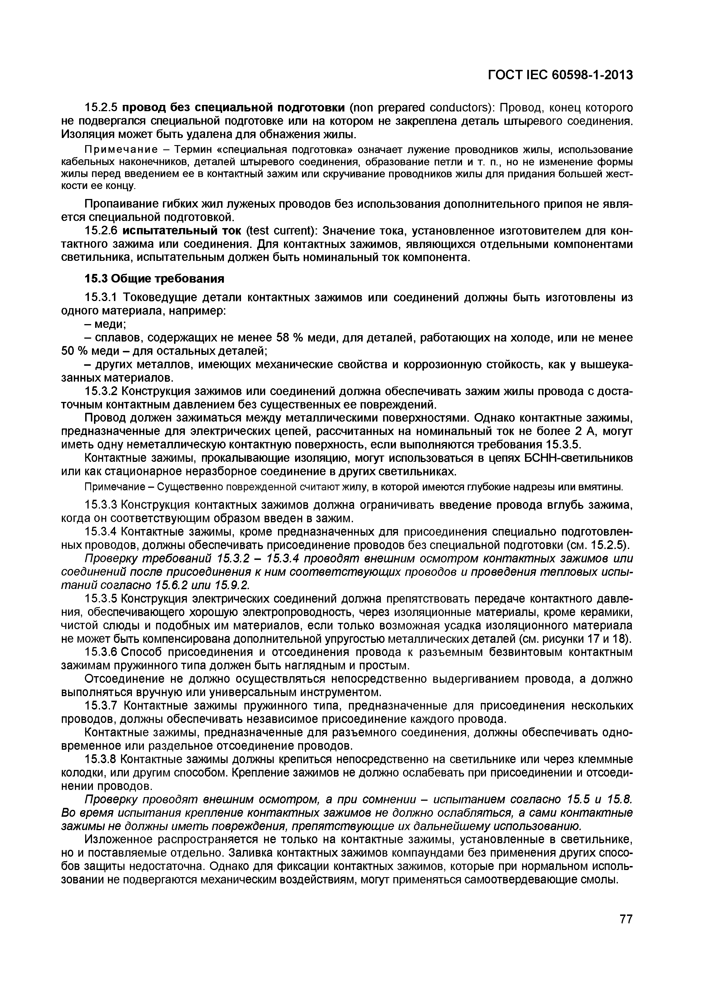 ГОСТ IEC 60598-1-2013
15.2.5 провод без специальной подготовки (non prepared conductors): Провод, конец которого
не подвергался специальной подготовке или на котором не закреплена деталь штыревого соединения.
Изоляция может быть удалена для обнажения жилы.
Примечание – Термин «специальная подготовка» означает лужение проводников жилы, использование
кабельных наконечников, деталей штыревого соединения, образование петли и т. п., но не изменение формы
жилы перед введением ее в контактный зажим или скручивание проводников жилы для придания большей жест-
кости ее концу.
Пропаивание гибких жил луженых проводов без использования дополнительного припоя не явля-
ется специальной подготовкой.
15.2.6 испытательный ток (test current): Значение тока, установленное изготовителем для кон-
тактного зажима или соединения. Для контактных зажимов, являющихся отдельными компонентами
светильника, испытательным должен быть номинальный ток компонента.
15.3 Общие требования
15.3.1 Токоведущие детали контактных зажимов или соединений должны быть изготовлены из
одного материала, например:
– меди;
– сплавов, содержащих не менее 58 % меди, для деталей, работающих на холоде, или не менее
50 % меди – для остальных деталей;
– других металлов, имеющих механические свойства и коррозионную стойкость, как у вышеука-
занных материалов.
15.3.2 Конструкция зажимов или соединений должна обеспечивать зажим жилы провода с доста-
точным контактным давлением без существенных ее повреждений.
Провод должен зажиматься между металлическими поверхностями. Однако контактные зажимы,
предназначенные для электрических цепей, рассчитанных на номинальный ток не более 2 А, могут
иметь одну неметаллическую контактную поверхность, если выполняются требования 15.3.5.
Контактные зажимы, прокалывающие изоляцию, могут использоваться в цепях БСНН-светильников
или как стационарное неразборное соединение в других светильниках.
Примечание – Существенно поврежденной считают жилу, в которой имеются глубокие надрезы или вмятины.
15.3.3 Конструкция контактных зажимов должна ограничивать введение провода вглубь зажима,
когда он соответствующим образом введен в зажим.
15.3.4 Контактные зажимы, кроме предназначенных для присоединения специально подготовлен-
ных проводов, должны обеспечивать присоединение проводов без специальной подготовки (см. 15.2.5).
Проверку требований 15.3.2 – 15.3.4 проводят внешним осмотром контактных зажимов или
соединений после присоединения к ним соответствующих проводов и проведения тепловых испы-
таний согласно 15.6.2 или 15.9.2.
15.3.5 Конструкция электрических соединений должна препятствовать передаче контактного давле-
ния, обеспечивающего хорошую электропроводность, через изоляционные материалы, кроме керамики,
чистой слюды и подобных им материалов, если только возможная усадка изоляционного материала
не может быть компенсирована дополнительной упругостью металлических деталей (см. рисунки 17 и 18).
15.3.6 Способ присоединения и отсоединения провода к разъемным безвинтовым контактным
зажимам пружинного типа должен быть наглядным и простым.
Отсоединение не должно осуществляться непосредственно выдергиванием провода, а должно
выполняться вручную или универсальным инструментом.
15.3.7 Контактные зажимы пружинного типа, предназначенные для присоединения нескольких
проводов, должны обеспечивать независимое присоединение каждого провода.
Контактные зажимы, предназначенные для разъемного соединения, должны обеспечивать одно-
временное или раздельное отсоединение проводов.
15.3.8 Контактные зажимы должны крепиться непосредственно на светильнике или через клеммные
колодки, или другим способом. Крепление зажимов не должно ослабевать при присоединении и отсоеди-
нении проводов.
Проверку проводят внешним осмотром, а при сомнении – испытанием согласно 15.5 и 15.8.
Во время испытания крепление контактных зажимов не должно ослабляться, а сами контактные
зажимы не должны иметь повреждения, препятствующие их дальнейшему использованию.
Изложенное распространяется не только на контактные зажимы, установленные в светильнике,
но и поставляемые отдельно. Заливка контактных зажимов компаундами без применения других спосо-
бов защиты недостаточна. Однако для фиксации контактных зажимов, которые при нормальном исполь-
зовании не подвергаются механическим воздействиям, могут применяться самоотвердевающие смолы.
77